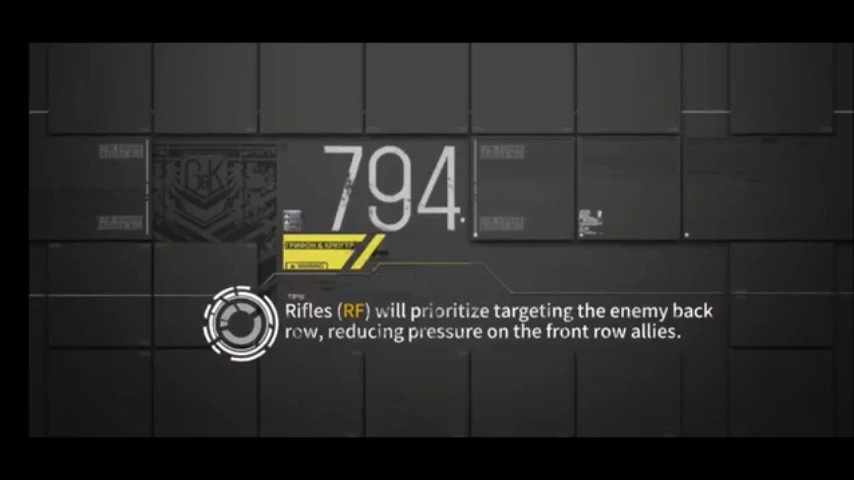 G&K
794.
ГРИФОН & КРЮГЕР
WARNING
TIPS:
Rifles (RF) will prioritize targeting the enemy back
row, reducing pressure on the front row allies.